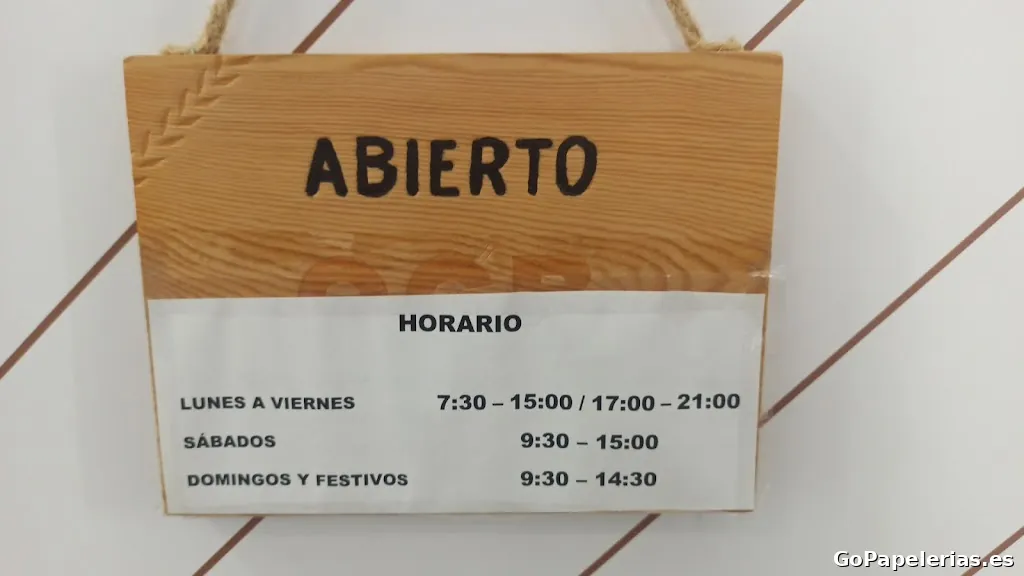 ABIERTO
HORARIO
LUNES A VIERNES 7:30 – 15:00 / 17:00 – 21:00
SÁBADOS 9:30 – 15:00
DOMINGOS Y FESTIVOS 9:30 – 14:30
GoPapelerias.es